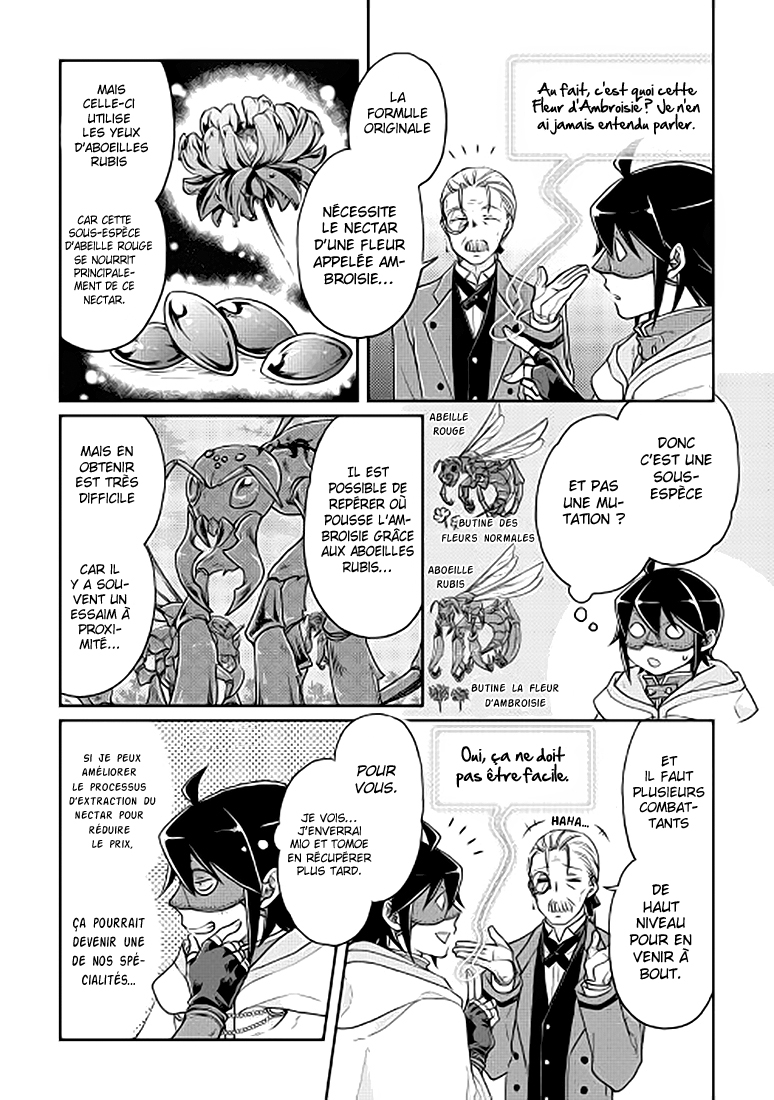 Au fait, c'est quoi cette
Fleur d'Ambroisie? Je n'en
ai jamais entendu parler.
LA
FORMULE
ORIGINALE
NÉCESSITE
LE NECTAR
D'UNE FLEUR
APPELÉE AM-
BROISIE...
MAIS
CELLE-CI
UTILISE
LES YEUX
D'ABOEILLES
RUBIS
CAR CETTE
SOUS-ESPÈCE
D'ABEILLE ROUGE
SE NOURRIT
PRINCIPALE-
MENT DE CE
NECTAR.
DONC
C'EST UNE
SOUS-
ESPÈCE
ET PAS
UNE MU-
TATION ?
ABEILLE
ROUGE
BUTINE DES
FLEURS NORMALES
ABOEILLE
RUBIS
BUTINE LA FLEUR
D'AMBROISIE
IL EST
POSSIBLE DE
REPÉRER OÙ
POUSSE L'AM-
BROISIE GRÂCE
AUX ABOEILLES
RUBIS...
MAIS EN
OBTENIR
EST TRÈS
DIFFICILE
CAR IL
Y A SOU-
VENT UN
ESSAIM À
PROXI-
MITÉ...
ET
IL FAUT
PLUSIEURS
COMBAT-
TANTS
DE
HAUT
NIVEAU
POUR EN
VENIR À
BOUT.
Oui, ça ne doit
pas être facile.
HAHA...
POUR
VOUS.
JE VOIS...
J'ENVERRAI
MIO ET TOMOE
EN RÉCUPÉRER
PLUS TARD.
SI JE PEUX
AMÉLIORER
LE PROCESSUS
D'EXTRACTION DU
NECTAR POUR
RÉDUIRE
LE PRIX,
ÇA POURRAIT
DEVENIR UNE
DE NOS SPÉ-
CIALITÉS...